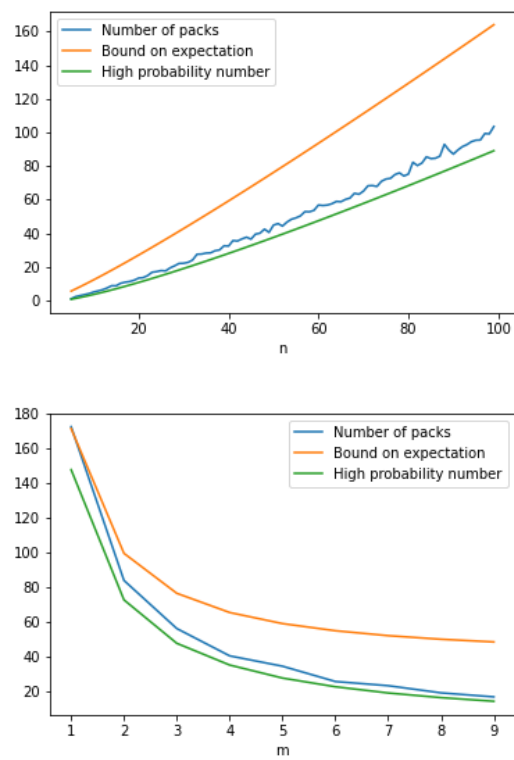 160
140
120
100
80
60
40
20
0
Number of packs
Bound on expectation
High probability number
20 40 60 80 100
n
180
160
140
120
100
80
60
40
20
Number of packs
Bound on expectation
High probability number
1 2 3 4 5 6 7 8 9
m